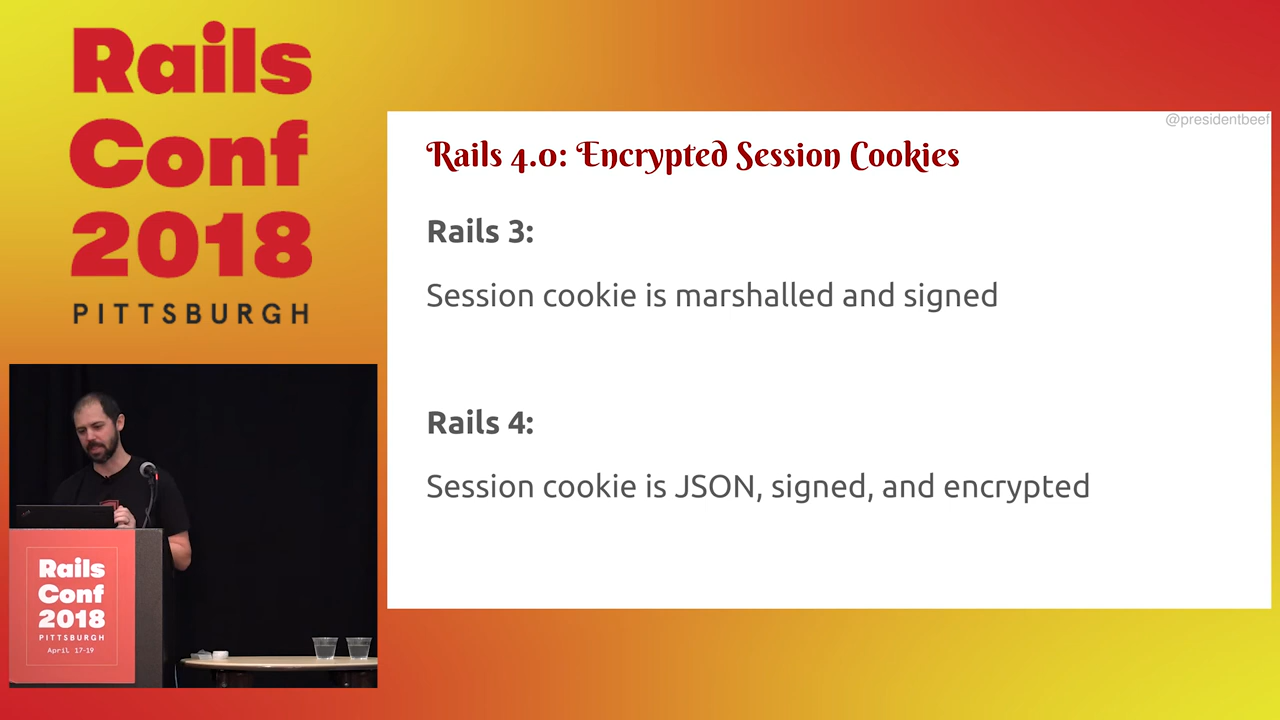 Rails
Conf
2018
PITTSBURGH
@presidentbeef
Rails 4.0: Encrypted Session Cookies
Rails 3:
Session cookie is marshalled and signed
Rails 4:
Session cookie is JSON, signed, and encrypted
Rails
Conf
2018
PITTSBURGH
April 17-19